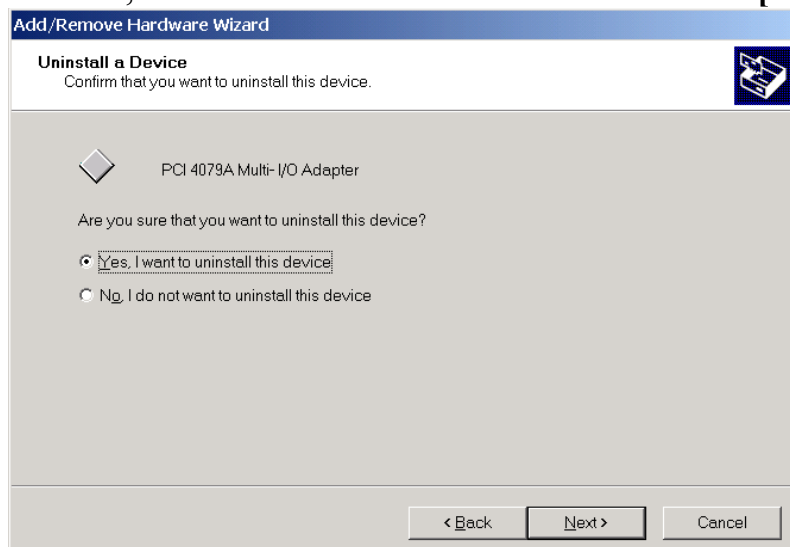 Add/Remove Hardware Wizard
Uninstall a Device
Confirm that you want to uninstall this device.
PCI 4079A Multi- I/O Adapter
Are you sure that you want to uninstall this device?
Yes, I want to uninstall this device
No, I do not want to uninstall this device
< Back Next > Cancel